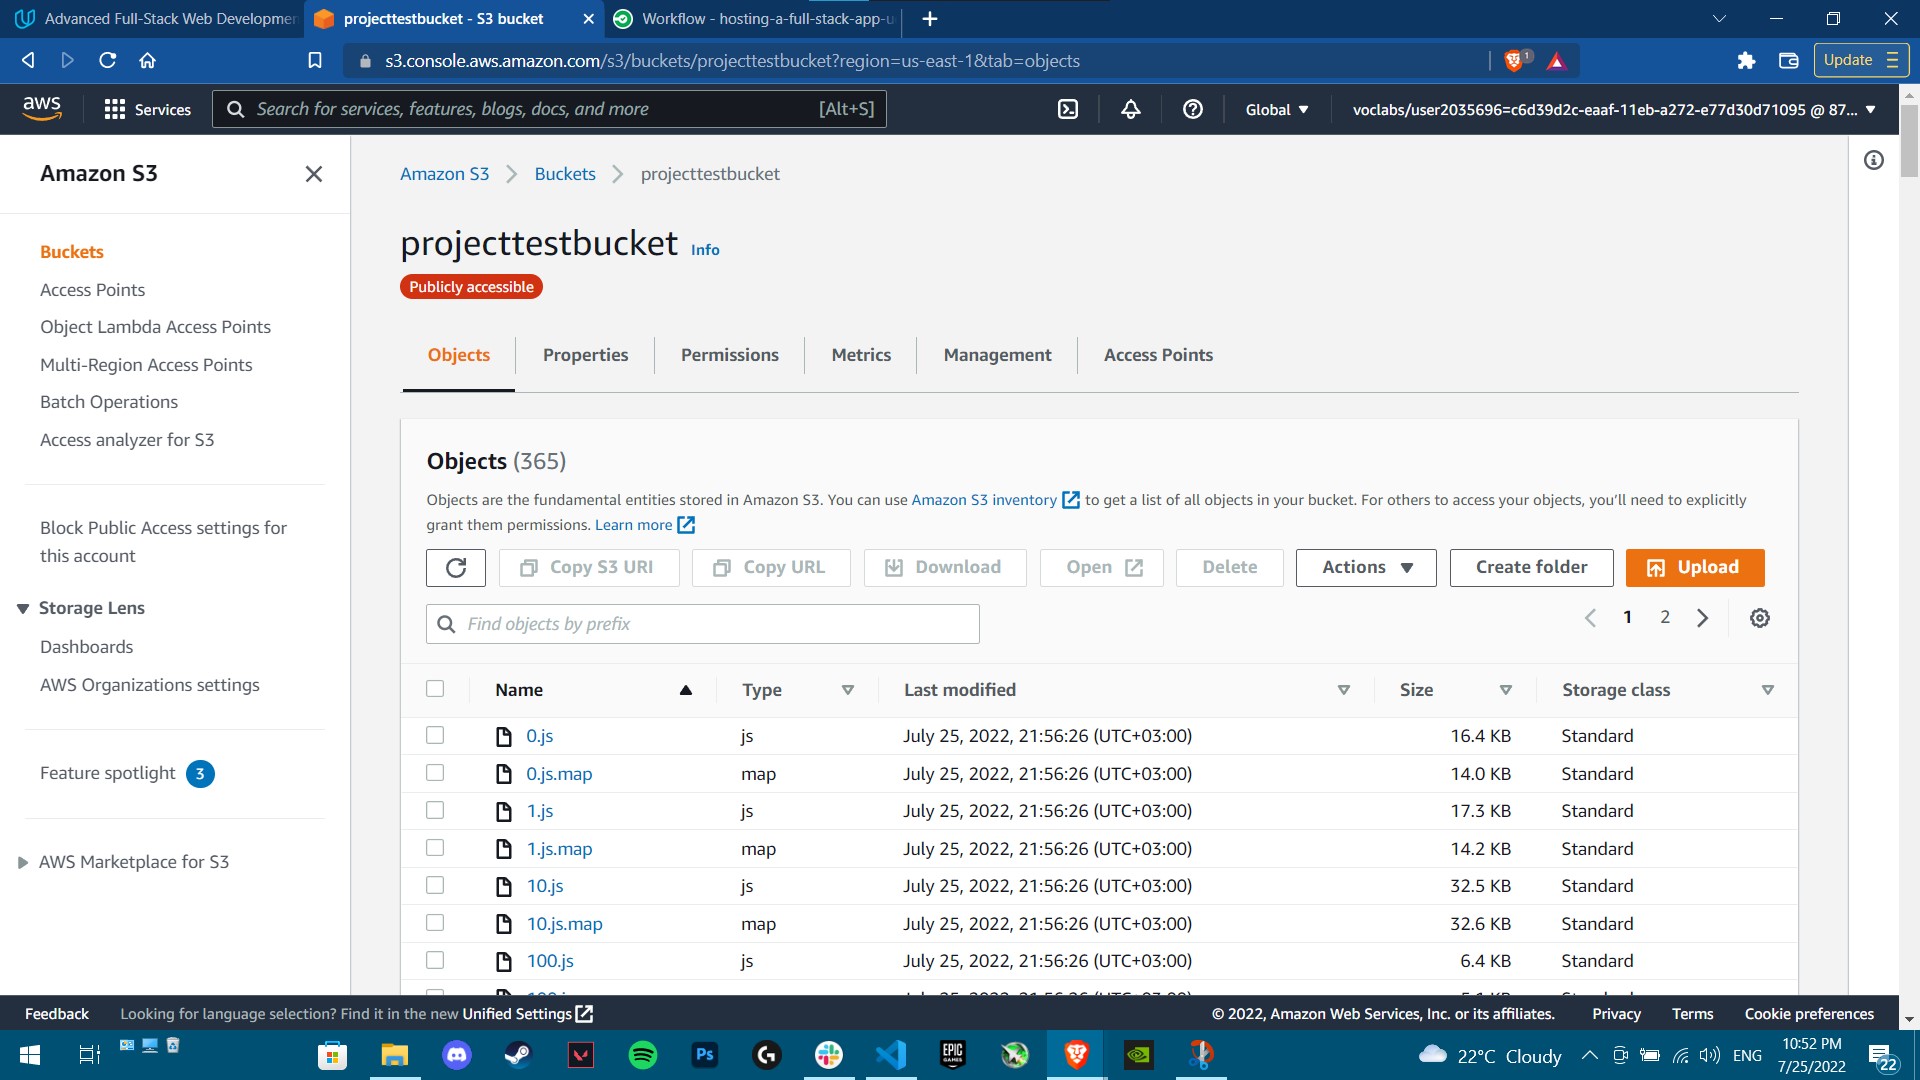 Advanced Full-Stack Web Developmen
projecttestbucket - S3 bucket
Workflow - hosting-a-full-stack-app-u
s3.console.aws.amazon.com/s3/buckets/projecttestbucket?region=us-east-1&tab=objects
1
Update
aws
Services
Search for services, features, blogs, docs, and more
[Alt+S]
Global
voclabs/user2035696=c6d39d2c-eaaf-11eb-a272-e77d30d71095 @ 87...
Amazon S3
Buckets
Access Points
Object Lambda Access Points
Multi-Region Access Points
Batch Operations
Access analyzer for S3
Block Public Access settings for
this account
Storage Lens
Dashboards
AWS Organizations settings
Feature spotlight 3
AWS Marketplace for S3
Amazon S3 Buckets projecttestbucket
projecttestbucket Info
Publicly accessible
Objects Properties Permissions Metrics Management Access Points
Objects (365)
Objects are the fundamental entities stored in Amazon S3. You can use Amazon S3 inventory to get a list of all objects in your bucket. For others to access your objects, you'll need to explicitly
grant them permissions. Learn more
Copy S3 URI Copy URL Download Open Delete Actions Create folder Upload
Find objects by prefix
1 2
Name Type Last modified Size Storage class
0.js js July 25, 2022, 21:56:26 (UTC+03:00) 16.4 KB Standard
0.js.map map July 25, 2022, 21:56:26 (UTC+03:00) 14.0 KB Standard
1.js js July 25, 2022, 21:56:26 (UTC+03:00) 17.3 KB Standard
1.js.map map July 25, 2022, 21:56:26 (UTC+03:00) 14.2 KB Standard
10.js js July 25, 2022, 21:56:26 (UTC+03:00) 32.5 KB Standard
10.js.map map July 25, 2022, 21:56:26 (UTC+03:00) 32.6 KB Standard
100.js js July 25, 2022, 21:56:26 (UTC+03:00) 6.4 KB Standard
Feedback Looking for language selection? Find it in the new Unified Settings
© 2022, Amazon Web Services, Inc. or its affiliates. Privacy Terms Cookie preferences
Ps
EPIC
GAMES
22°C Cloudy
ENG
10:52 PM
7/25/2022
22